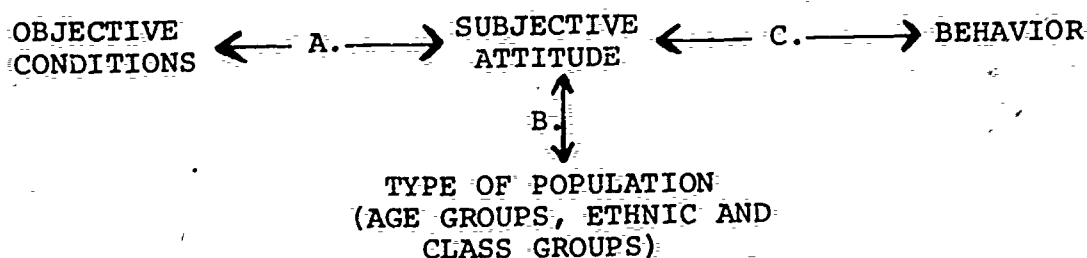 OBJECTIVE CONDITIONS
A.
SUBJECTIVE ATTITUDE
C.
BEHAVIOR
B.
TYPE OF POPULATION
(AGE GROUPS, ETHNIC AND
CLASS GROUPS)